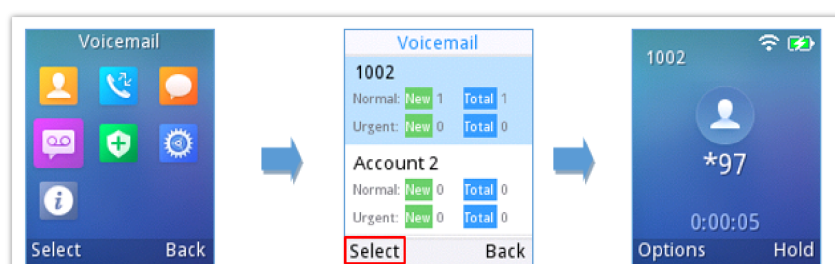 Voicemail
Select Back
Voicemail
1002
Normal: New 1 Total 1
Urgent: New 0 Total 0
Account 2
Normal: New 0 Total 0
Urgent: New 0 Total 0
Select Back
1002
*97
0:00:05
Options Hold